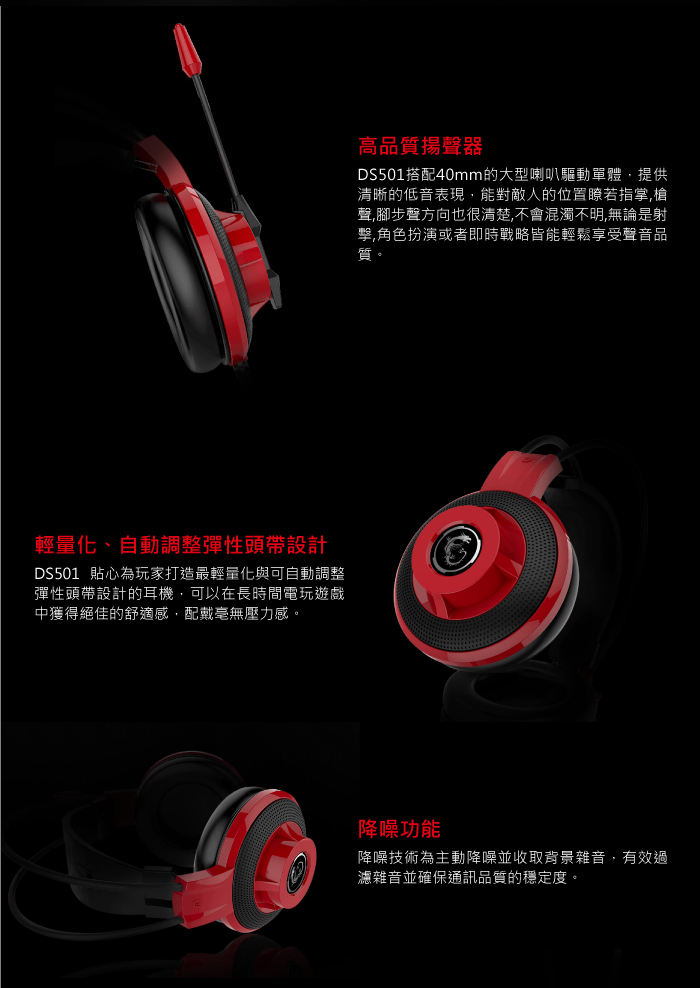 高品質揚聲器
DS501搭配40mm的大型喇叭驅動單體，提供
清晰的低音表現，能對敵人的位置瞭若指掌,槍
聲,腳步聲方向也很清楚,不會混濁不明,無論是射
擊,角色扮演或者即時戰略皆能輕鬆享受聲音品
質。
輕量化、自動調整彈性頭帶設計
DS501 貼心為玩家打造最輕量化與可自動調整
彈性頭帶設計的耳機，可以在長時間電玩遊戲
中獲得絕佳的舒適感，配戴毫無壓力感。
降噪功能
降噪技術為主動降噪並收取背景雜音，有效過
濾雜音並確保通訊品質的穩定度。